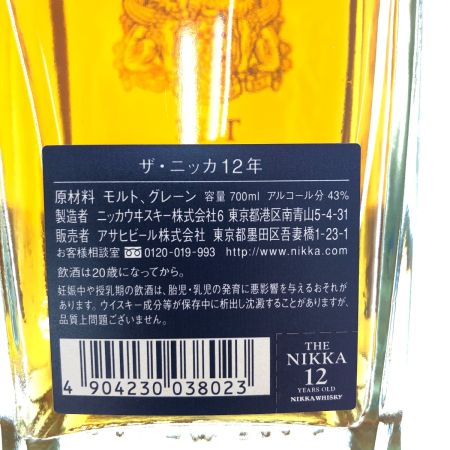 ザ・ニッカ12年
原材料 モルト、グレーン 容量 700ml アルコール分 43%
製造者 ニッカウヰスキー株式会社6 東京都港区南青山5-4-31
販売者 アサヒビール株式会社 東京都墨田区吾妻橋1-23-1
お客様相談室 0120-019-993 http://www.nikka.com
飲酒は20歳になってから。
妊娠中や授乳期の飲酒は、胎児・乳児の発育に悪影響を与えるおそれ
があります。ウイスキー成分等が保存中に析出し沈澱することがありますが、
品質上問題ございません。
4 904230 038023
THE
NIKKA
12
YEARS OLD
NIKKA WHISKY